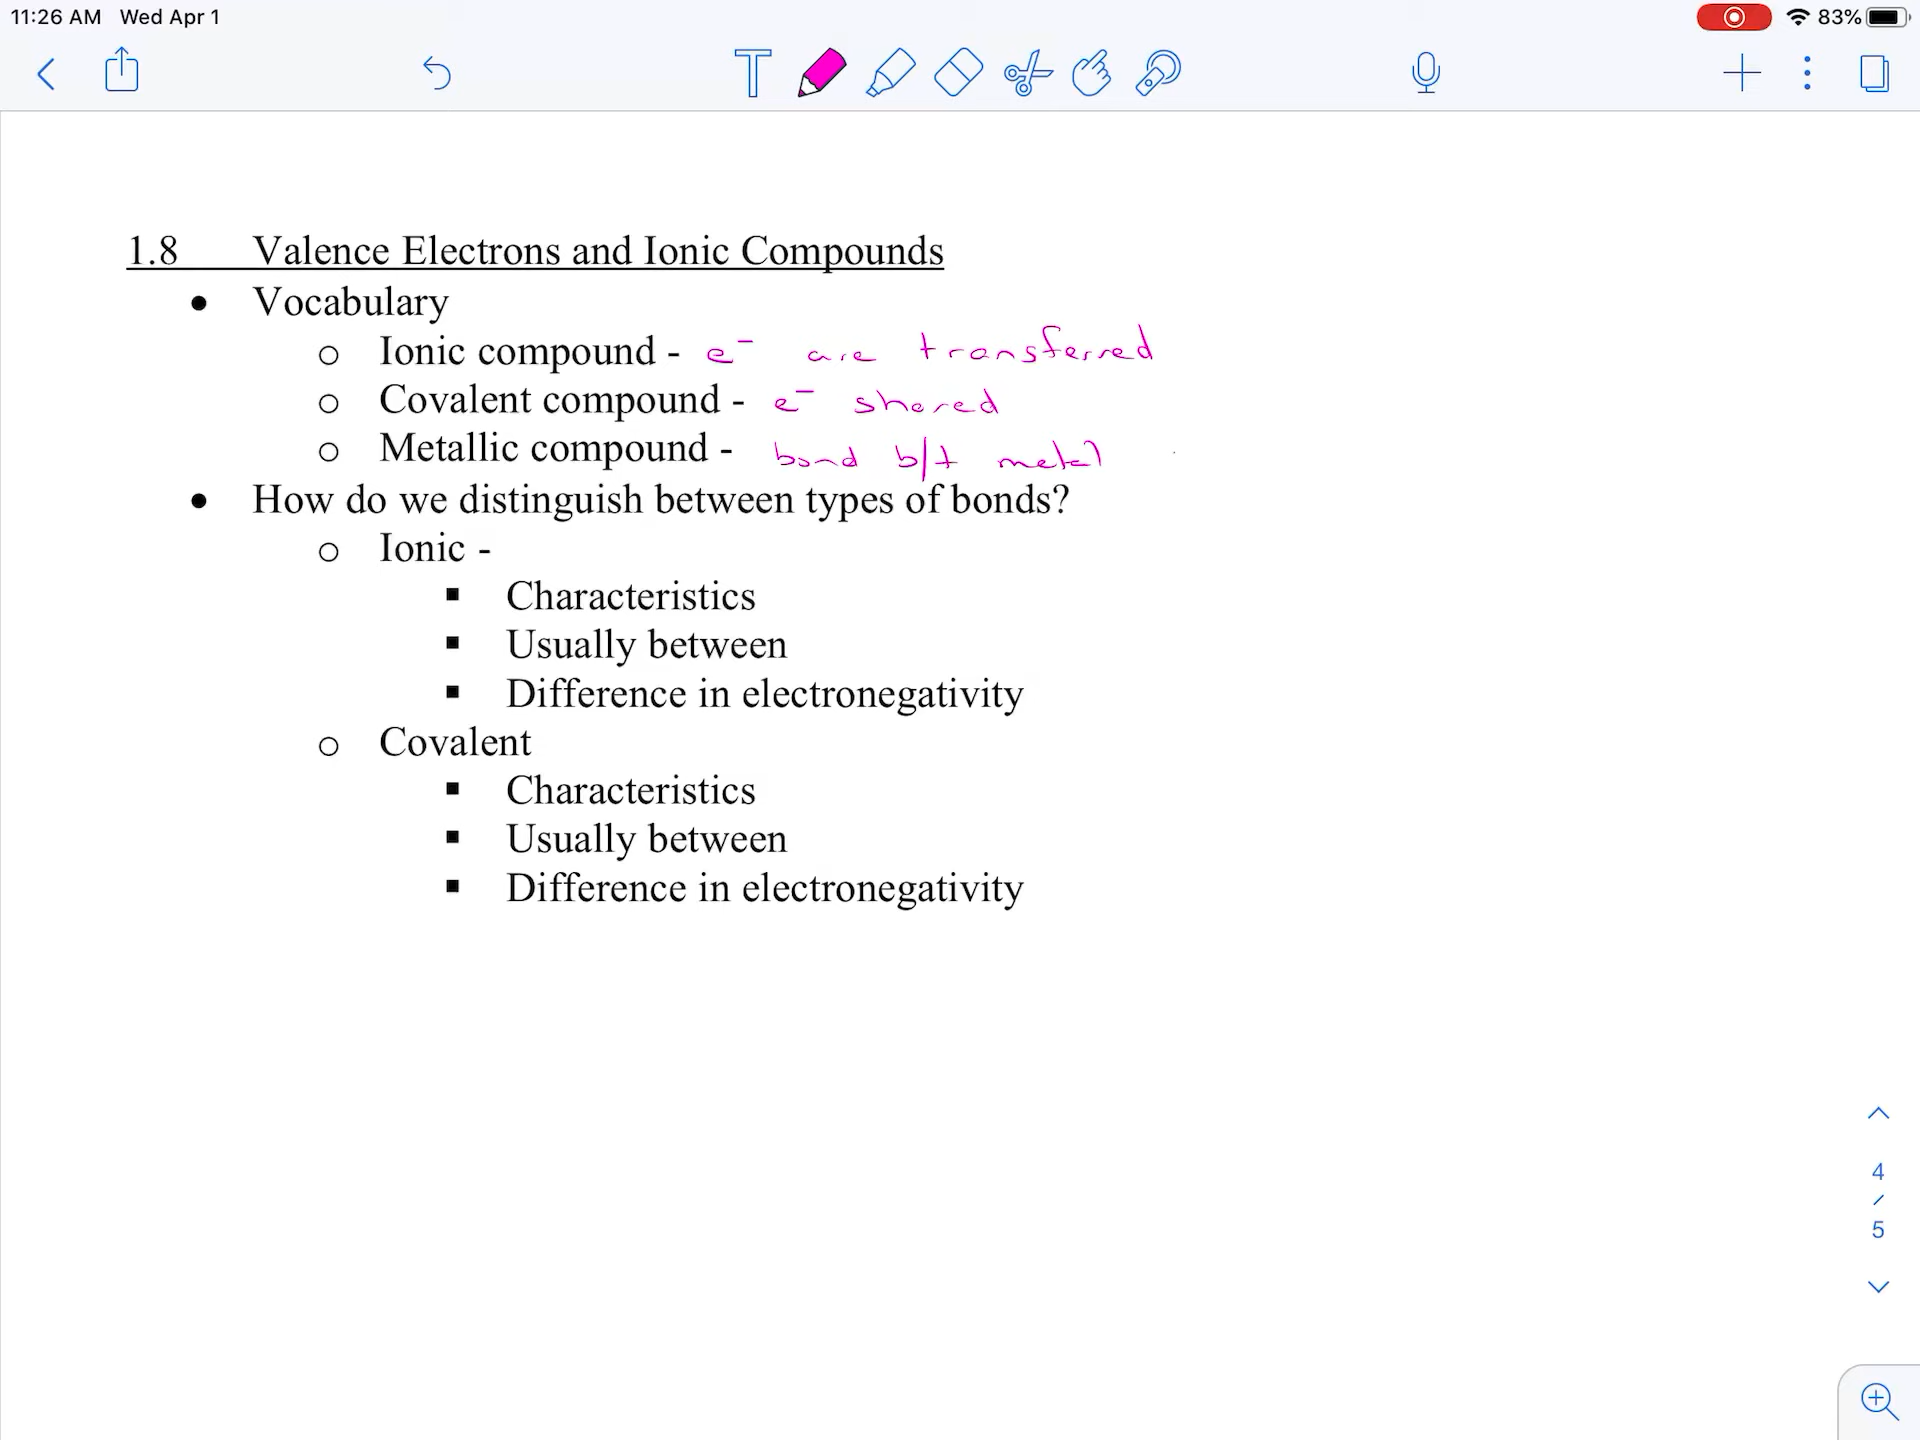 11:26 AM Wed Apr 1 83%
T
1.8 Valence Electrons and Ionic Compounds
• Vocabulary
o Ionic compound - e⁻ are transferred
o Covalent compound - e⁻ shared
o Metallic compound - bond b/t metal
• How do we distinguish between types of bonds?
o Ionic -
▪ Characteristics
▪ Usually between
▪ Difference in electronegativity
o Covalent
▪ Characteristics
▪ Usually between
▪ Difference in electronegativity
4
/
5